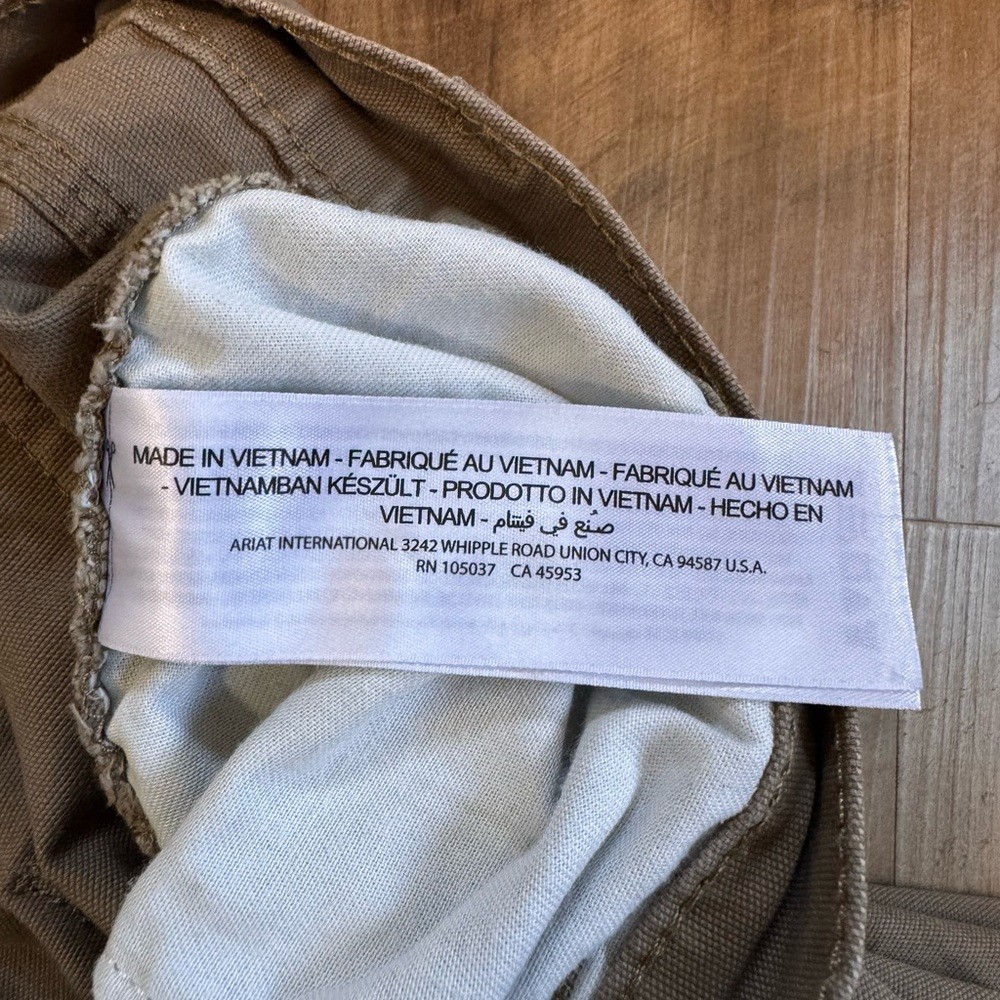 MADE IN VIETNAM - FABRIQUÉ AU VIETNAM - FABRIQUÉ AU VIETNAM
- VIETNAMBAN KÉSZÜLT - PRODOTTO IN VIETNAM - HECHO EN
VIETNAM - صُنع في فيتنام
ARIAT INTERNATIONAL 3242 WHIPPLE ROAD UNION CITY, CA 94587 U.S.A.
RN 105037 CA 45953